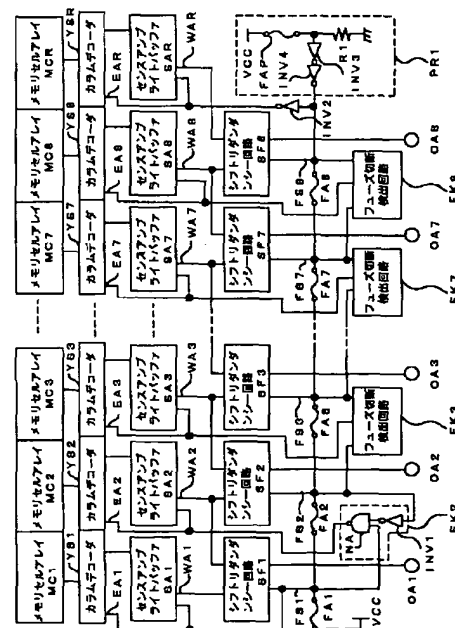 メモリセルアレイ
MC1
メモリセルアレイ
MC2
メモリセルアレイ
MC3
メモリセルアレイ
MC7
メモリセルアレイ
MC8
メモリセルアレイ
MCR
YS1
YS2
YS3
YS7
YS8
YSR
カラムデコーダ
カラムデコーダ
カラムデコーダ
カラムデコーダ
カラムデコーダ
カラムデコーダ
EA1
EA2
EA3
EA7
EA8
EAR
センスアンプ
ライトバッファ
SA1
センスアンプ
ライトバッファ
SA2
センスアンプ
ライトバッファ
SA3
センスアンプ
ライトバッファ
SA7
センスアンプ
ライトバッファ
SA8
センスアンプ
ライトバッファ
SAR
WA1
WA2
WA3
WA7
WA8
WAR
シフトリダンダ
ンシー回路
SF1
シフトリダンダ
ンシー回路
SF2
シフトリダンダ
ンシー回路
SF3
シフトリダンダ
ンシー回路
SF7
シフトリダンダ
ンシー回路
SF8
FS1
FS2
FS3
FS7
FS8
FA1
FA2
FA3
FA7
FA8
VCC
NA
INV1
INV2
フューズ切断
検出回路
フューズ切断
検出回路
フューズ切断
検出回路
OA1
OA2
OA3
OA7
OA8
FK2
FK3
FK7
FK8
VCC
FAP
INV4
INV3
R1
PR1